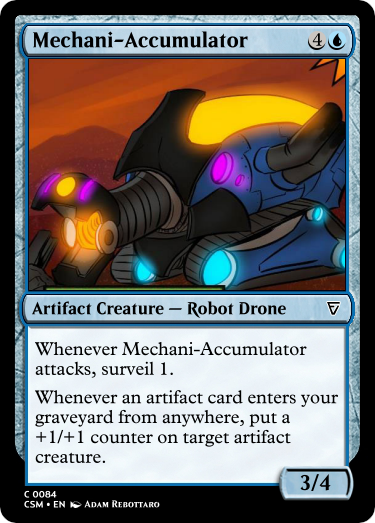 Mechani-Accumulator 4
Artifact Creature — Robot Drone
Whenever Mechani-Accumulator
attacks, surveil 1.
Whenever an artifact card enters your
graveyard from anywhere, put a
+1/+1 counter on target artifact
creature.
3/4
C 0084
CSM • EN Adam Rebottaro